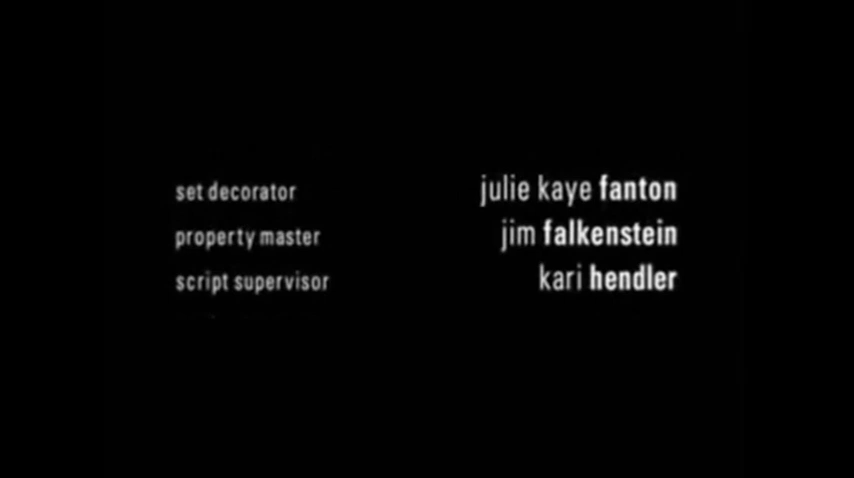 set decorator julie kaye fanton
property master jim falkenstein
script supervisor kari hendler